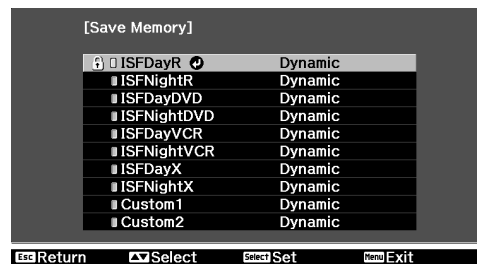 [Save Memory]
ISFDayR Dynamic
ISFNightR Dynamic
ISFDayDVD Dynamic
ISFNightDVD Dynamic
ISFDayVCR Dynamic
ISFNightVCR Dynamic
ISFDayX Dynamic
ISFNightX Dynamic
Custom1 Dynamic
Custom2 Dynamic
Esc Return Select Select Set Menu Exit